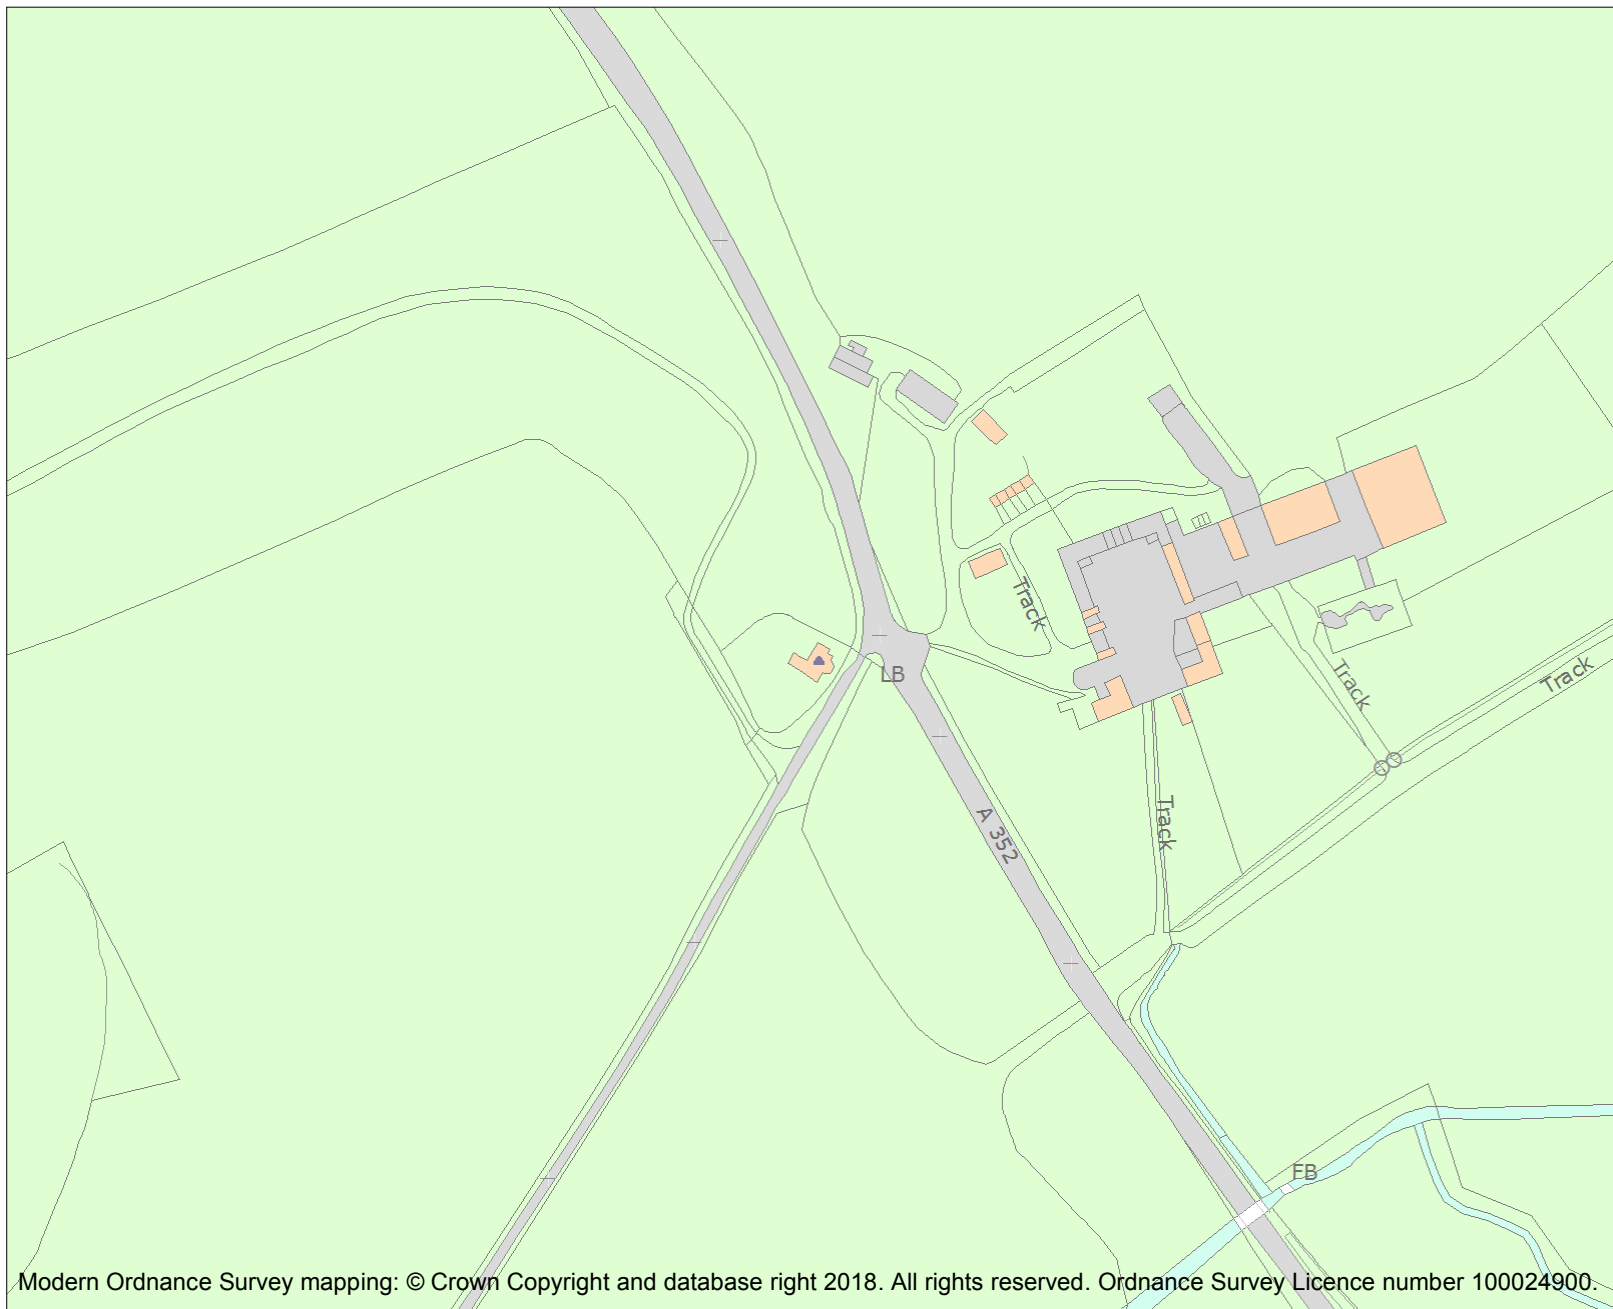 Track
LB
Track
Track
A 352
Track
FB
Modern Ordnance Survey mapping: © Crown Copyright and database right 2018. All rights reserved. Ordnance Survey Licence number 100024900.